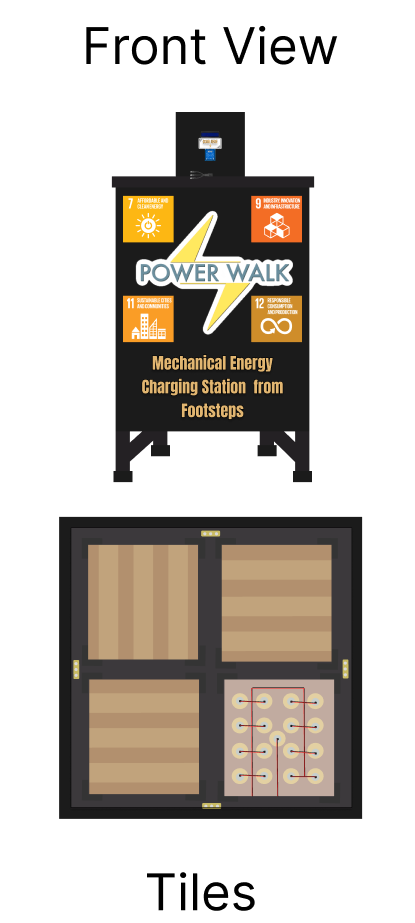 Front View
7 AFFORDABLE AND
CLEAN ENERGY
9 INDUSTRY, INNOVATION
AND INFRASTRUCTURE
POWER WALK
11 SUSTAINABLE CITIES
AND COMMUNITIES
12 RESPONSIBLE
CONSUMPTION
AND PRODUCTION
Mechanical Energy
Charging Station from
Footsteps
Tiles